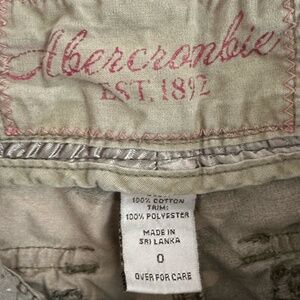 Abercrombie
EST. 1892
100% COTTON
TRIM:
100% POLYESTER
MADE IN
SRI LANKA
0
OVER FOR CARE